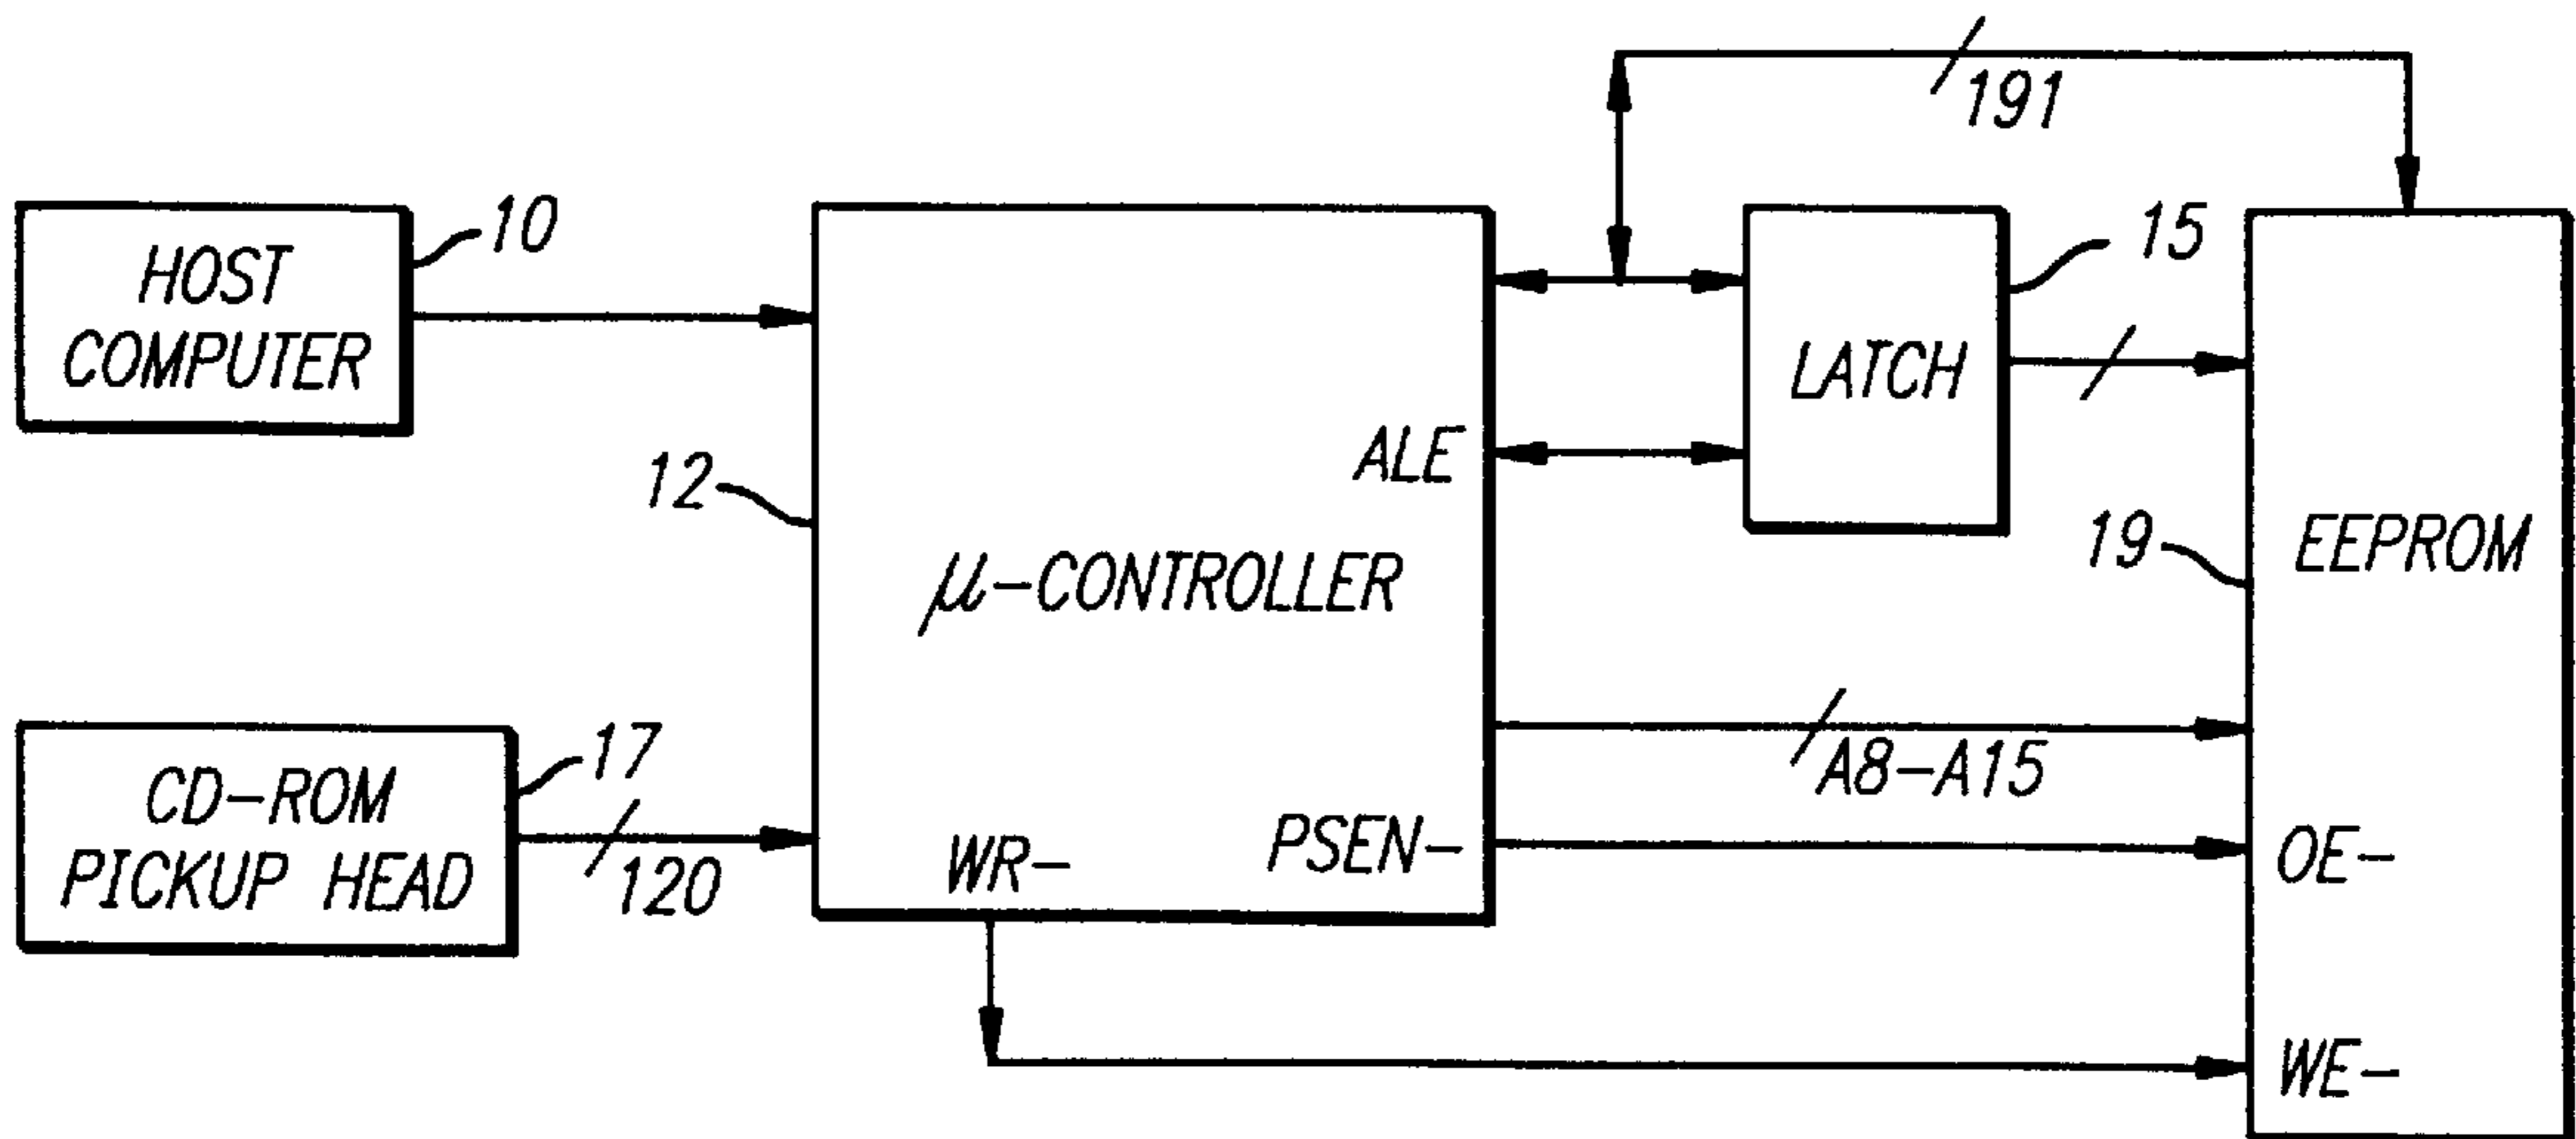 191
10
HOST
COMPUTER
15
LATCH
ALE
12
μ-CONTROLLER
19
EEPROM
17
CD-ROM
PICKUP HEAD
120
A8-A15
WR-
PSEN-
OE-
WE-